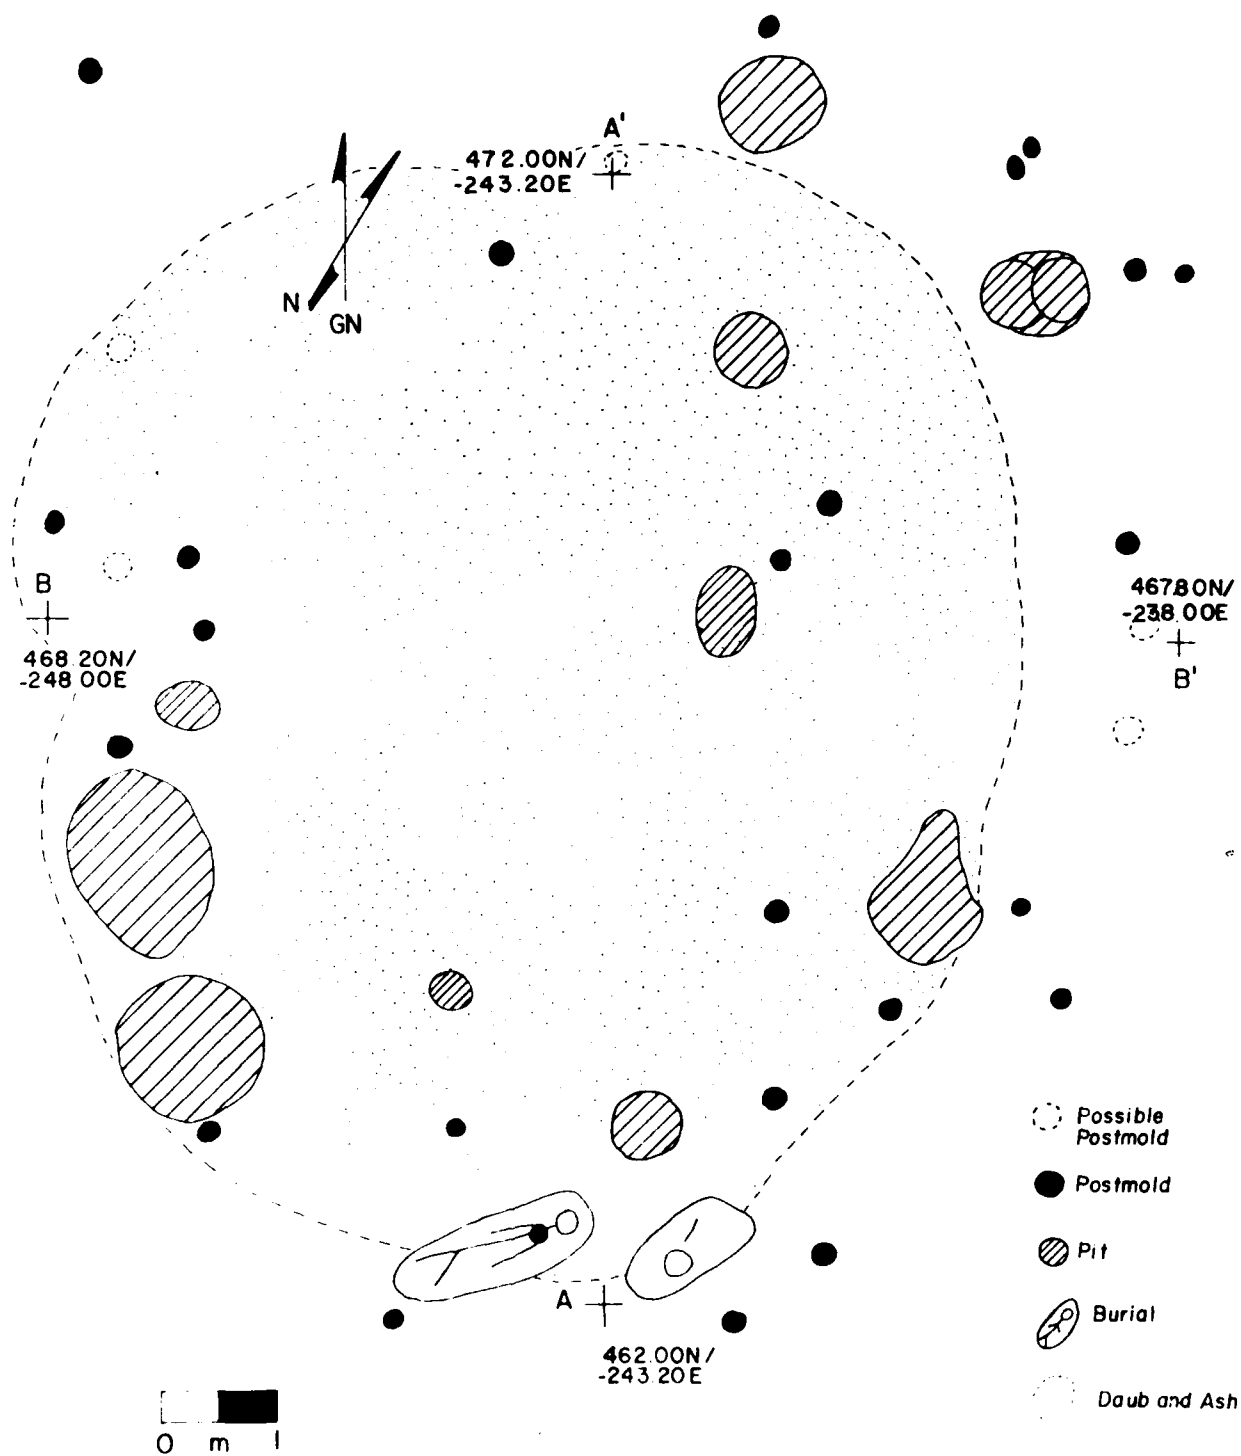 A'
472.00N/
-243.20E
N
GN
B
468.20N/
-248.00E
467.80N/
-238.00E
B'
Possible
Postmold
Postmold
Pit
Burial
Daub and Ash
A
462.00N/
-243.20E
0 m 1